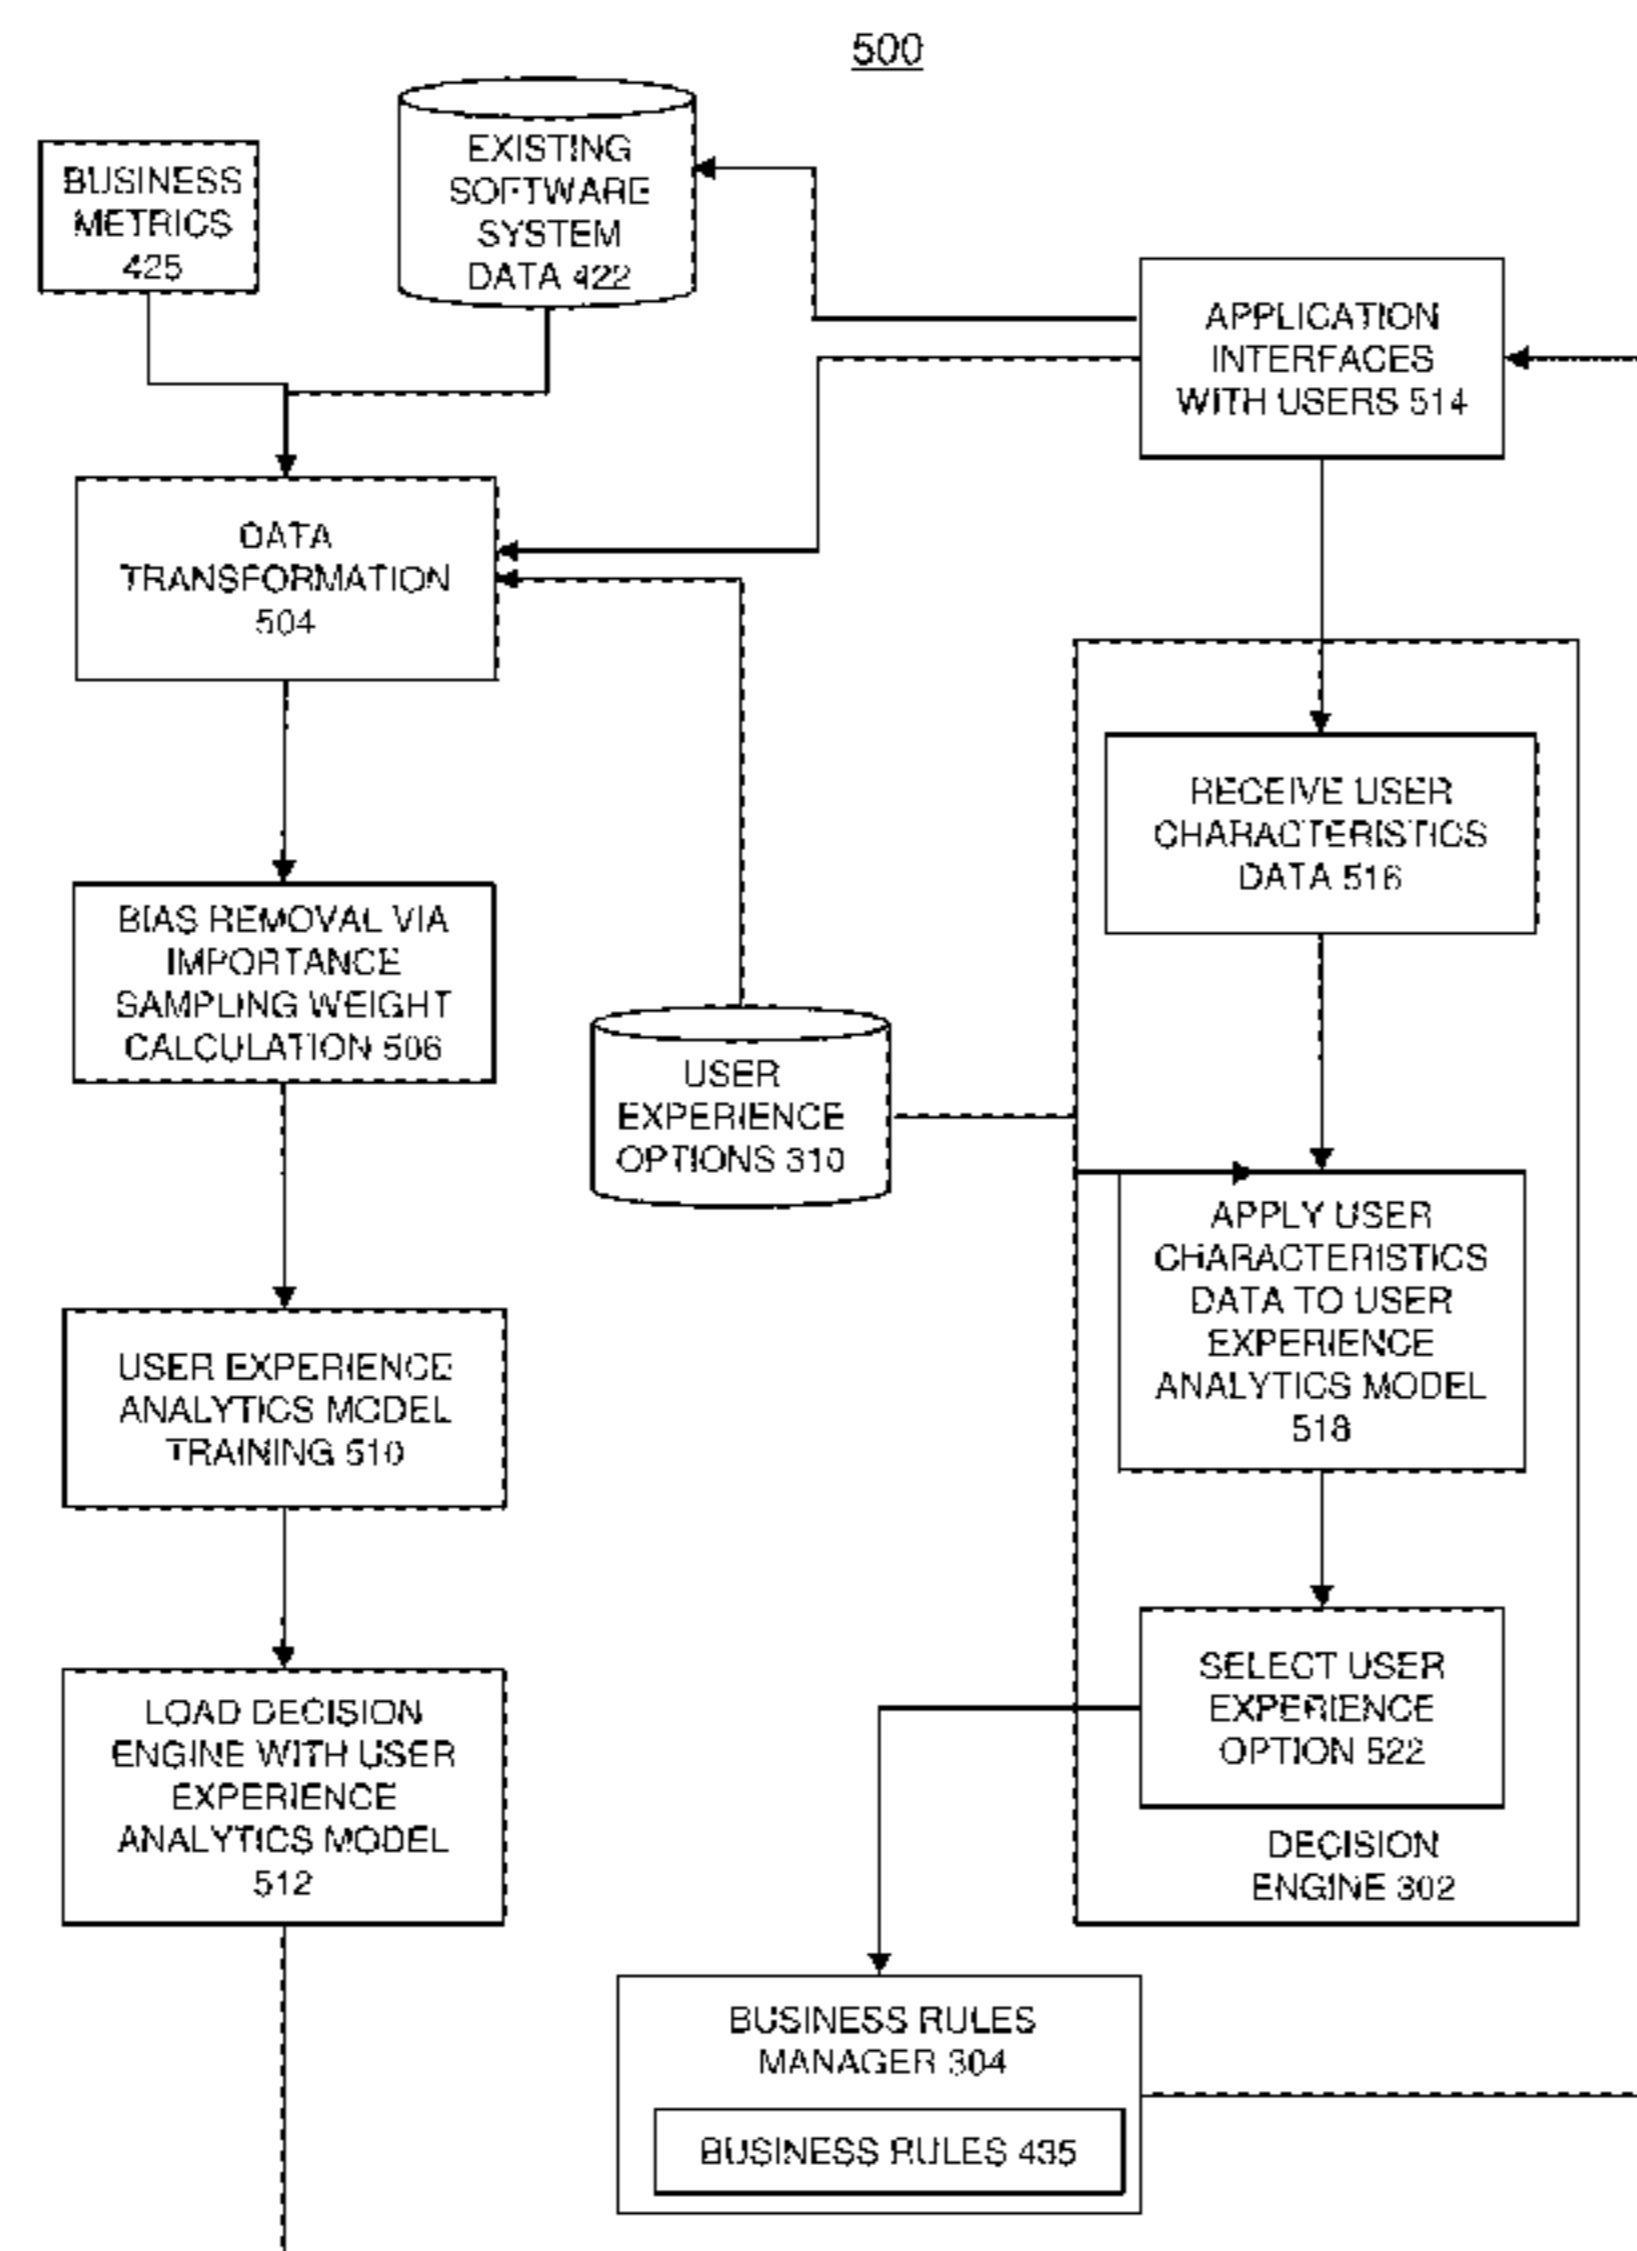 500
BUSINESS
METRICS
425
EXISTING
SOFTWARE
SYSTEM
DATA 422
APPLICATION
INTERFACES
WITH USERS 514
DATA
TRANSFORMATION
504
RECEIVE USER
CHARACTERISTICS
DATA 516
BIAS REMOVAL VIA
IMPORTANCE
SAMPLING WEIGHT
CALCULATION 506
USER
EXPERIENCE
OPTIONS 310
APPLY USER
CHARACTERISTICS
DATA TO USER
EXPERIENCE
ANALYTICS MODEL
518
USER EXPERIENCE
ANALYTICS MODEL
TRAINING 510
SELECT USER
EXPERIENCE
OPTION 522
DECISION
ENGINE 302
LOAD DECISION
ENGINE WITH USER
EXPERIENCE
ANALYTICS MODEL
512
BUSINESS RULES
MANAGER 304
BUSINESS RULES 435